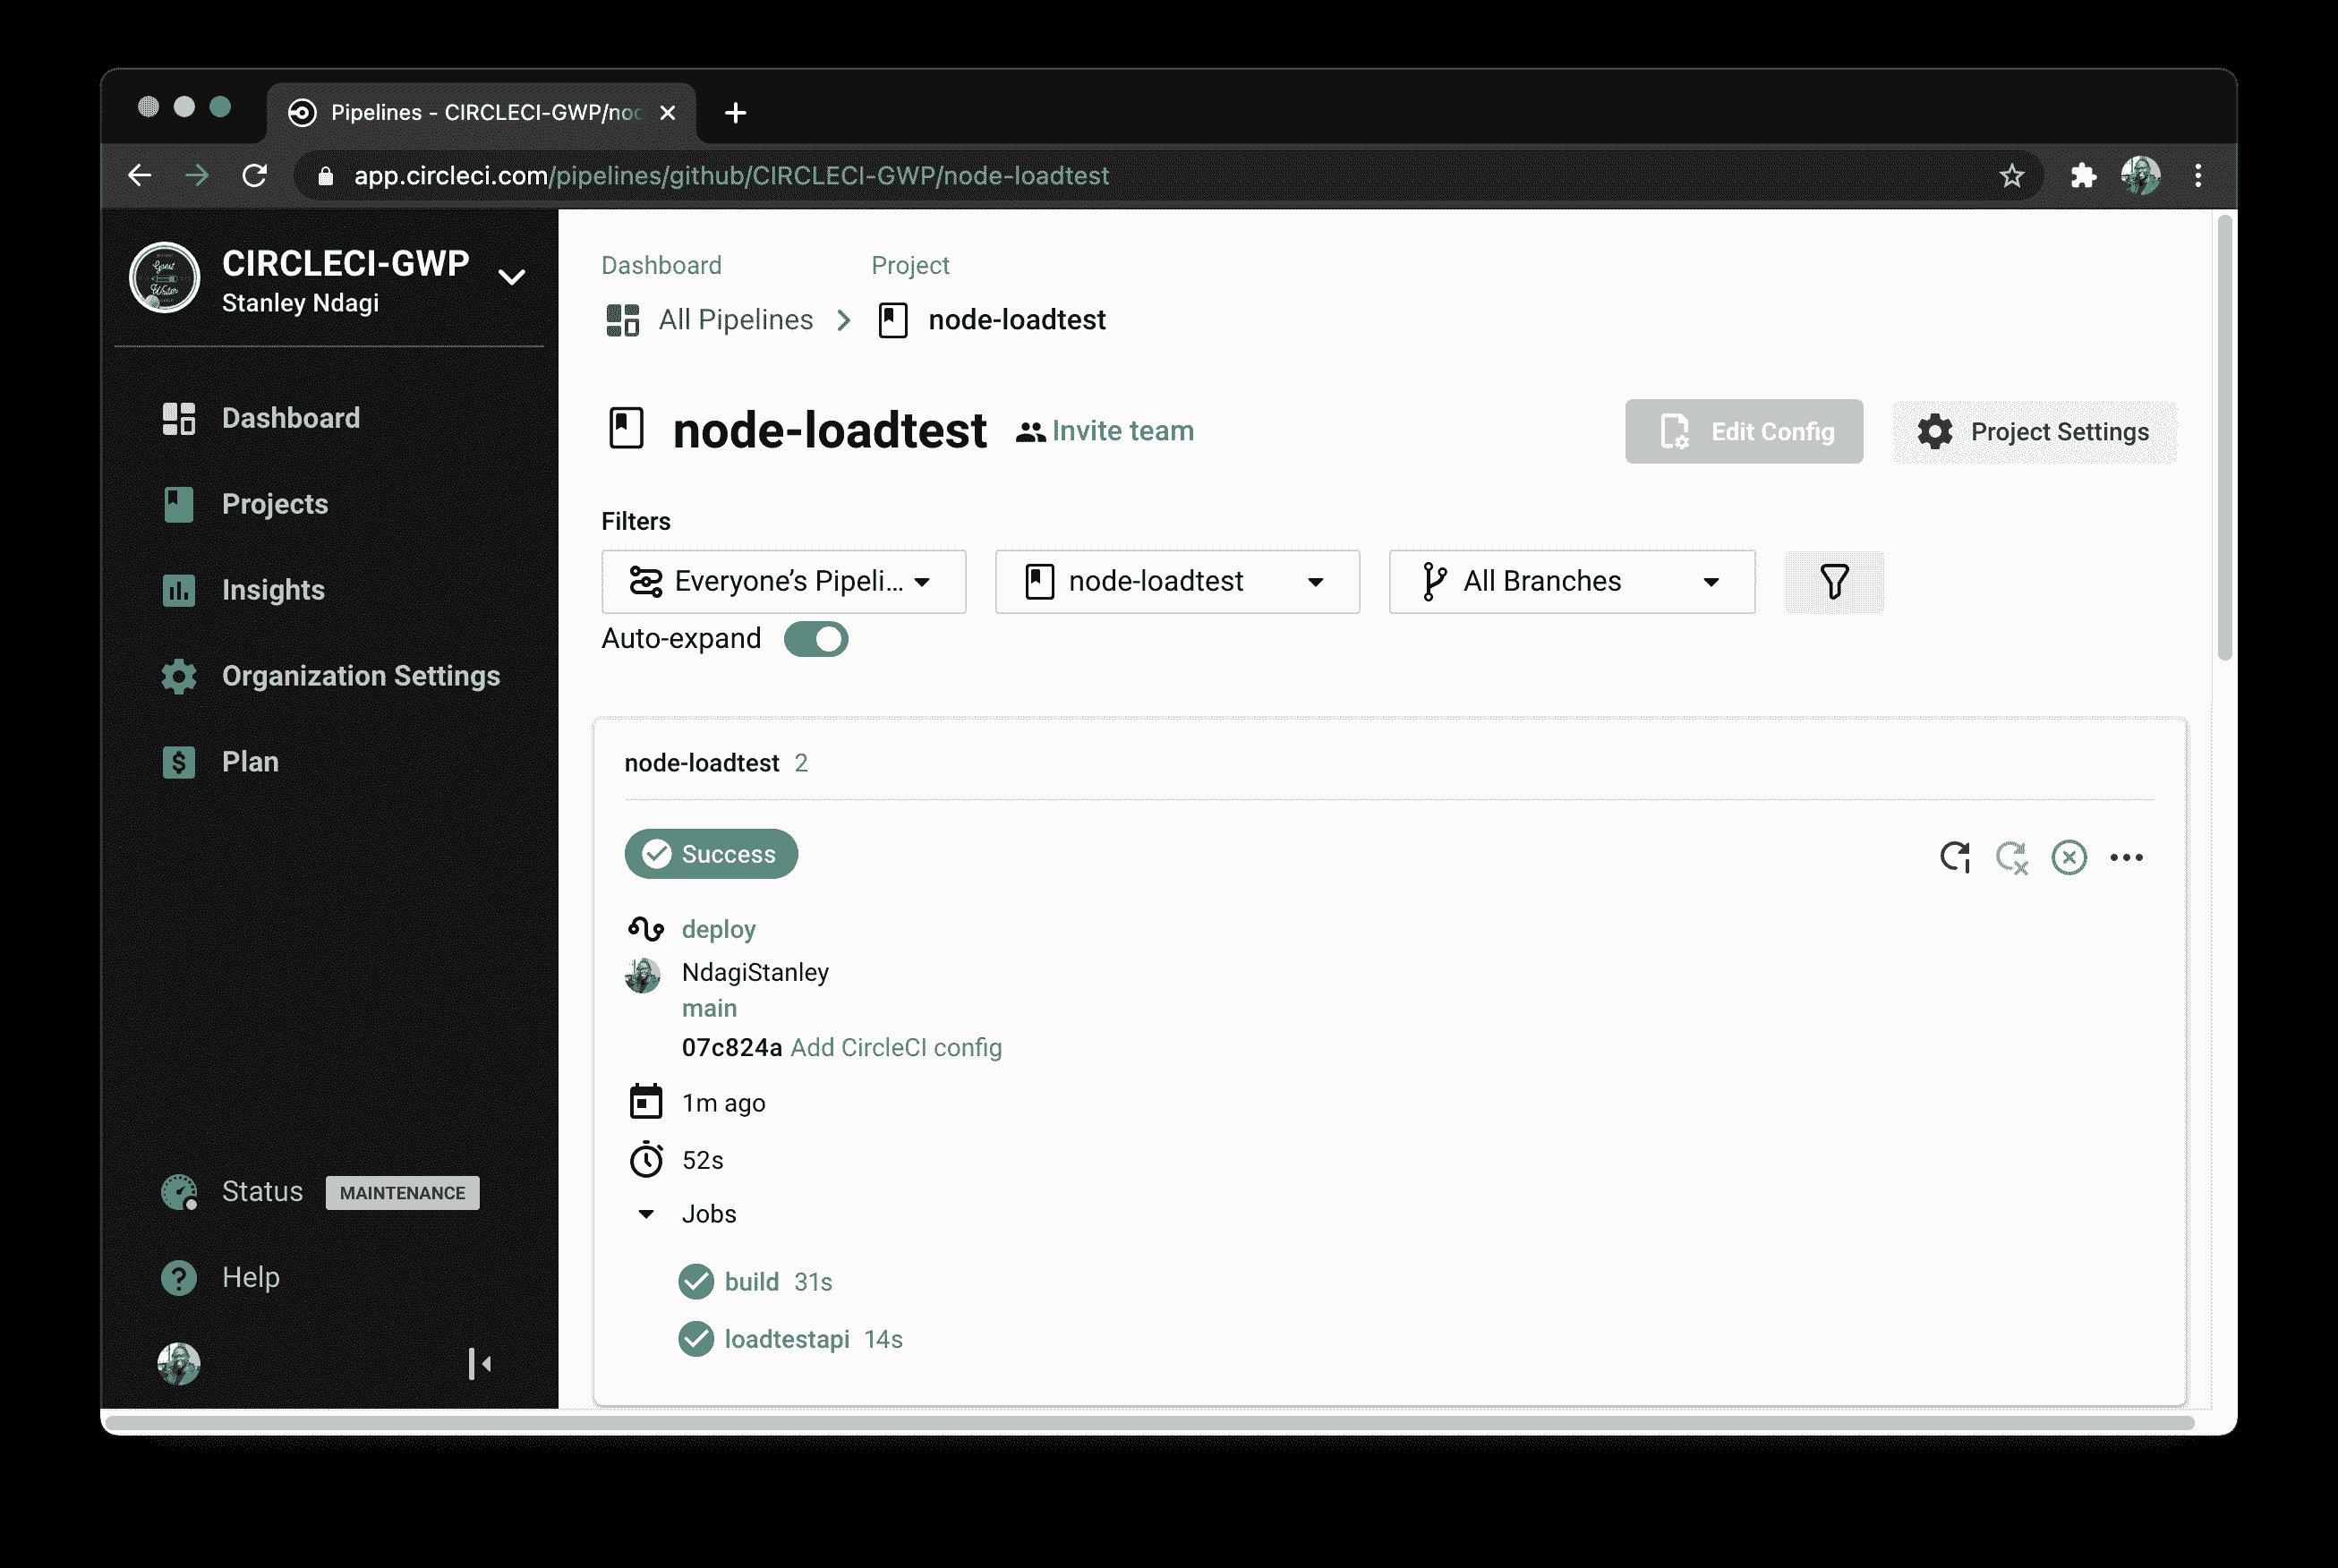 Pipelines - CIRCLECI-GWP/noc
app.circleci.com/pipelines/github/CIRCLECI-GWP/node-loadtest
Guest
Writer
CIRCLECI-GWP
Stanley Ndagi
Dashboard
Projects
Insights
Organization Settings
Plan
Status MAINTENANCE
Help
Dashboard Project
All Pipelines node-loadtest
node-loadtest Invite team Edit Config Project Settings
Filters
Everyone’s Pipeli... node-loadtest All Branches
Auto-expand
node-loadtest 2
Success
deploy
NdagiStanley
main
07c824a Add CircleCI config
1m ago
52s
Jobs
build 31s
loadtestapi 14s